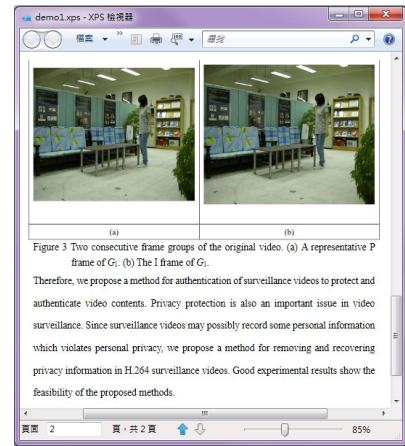 demo1.xps - XPS 檢視器
檔案 » 尋找
(a) (b)
Figure 3 Two consecutive frame groups of the original video. (a) A representative P
frame of G₁. (b) The I frame of G₁.
Therefore, we propose a method for authentication of surveillance videos to protect and
authenticate video contents. Privacy protection is also an important issue in video
surveillance. Since surveillance videos may possibly record some personal information
which violates personal privacy, we propose a method for removing and recovering
privacy information in H.264 surveillance videos. Good experimental results show the
feasibility of the proposed methods.
頁面 2 頁，共 2 頁 85%